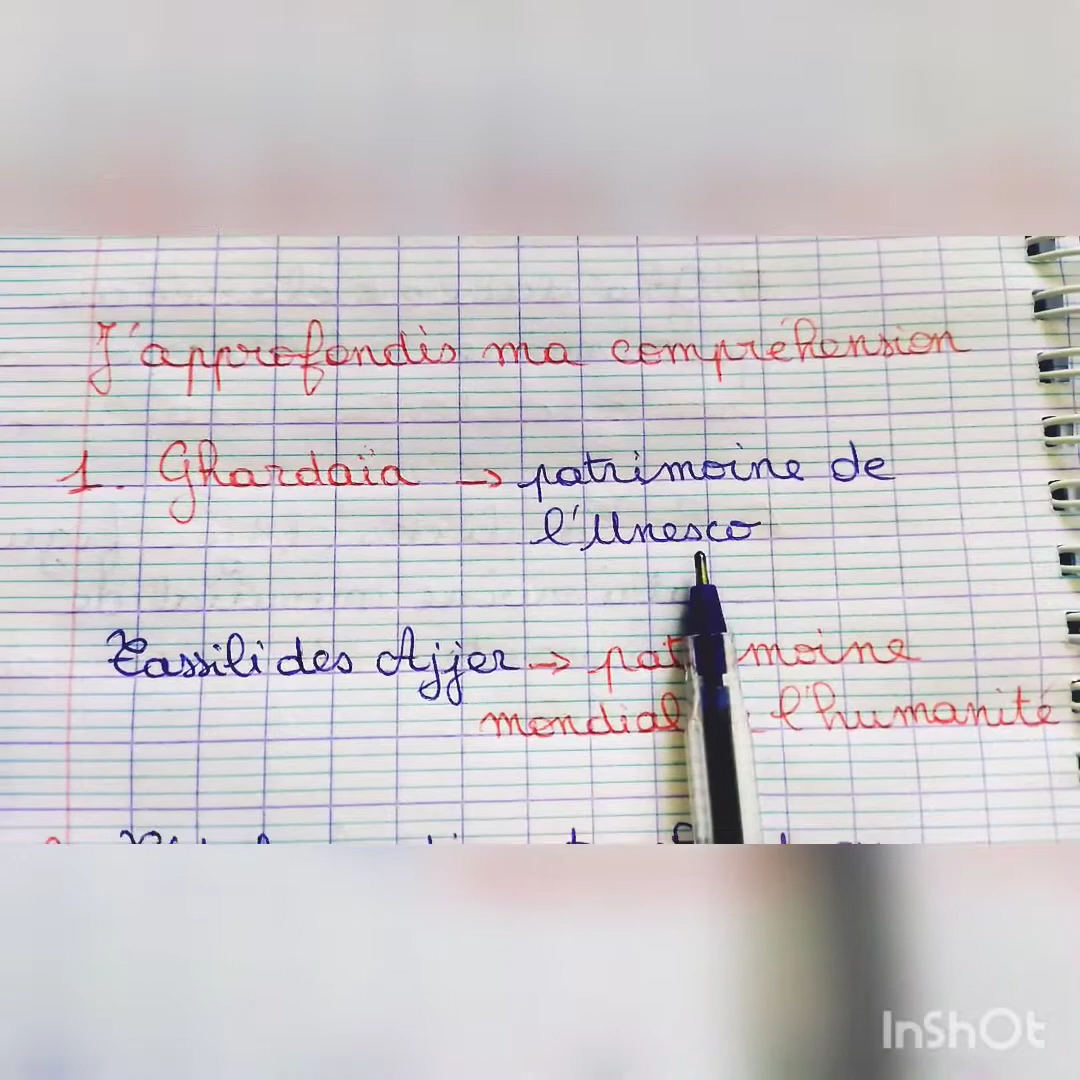 J'approfondis ma compréhension
1. Ghardaïa → patrimoine de
l'Unesco
Tassili des Ajjer → patrimoine
mondial l'humanité
InShOt